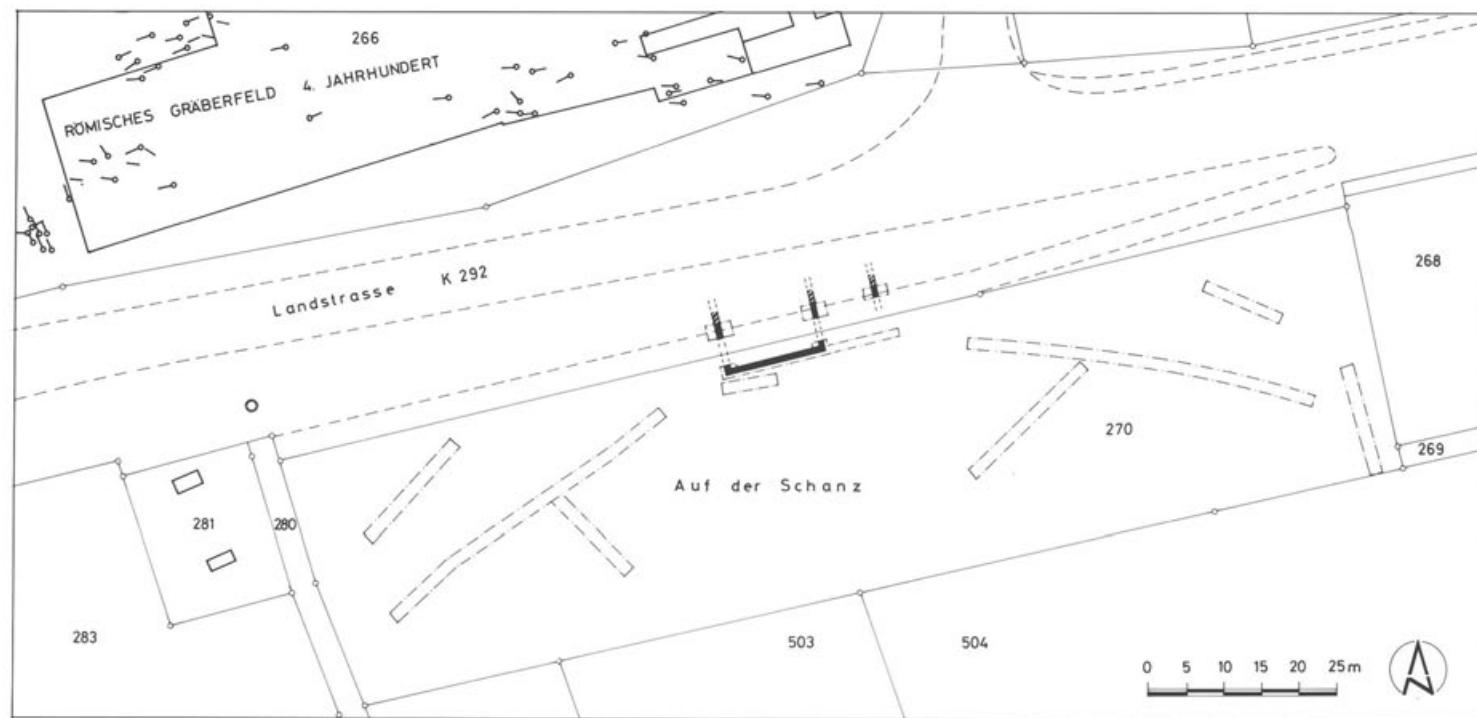 266
RÖMISCHES GRÄBERFELD 4. JAHRHUNDERT
Landstrasse K 292
268
270
269
Auf der Schanz
281
280
283
503
504
0 5 10 15 20 25 m
N